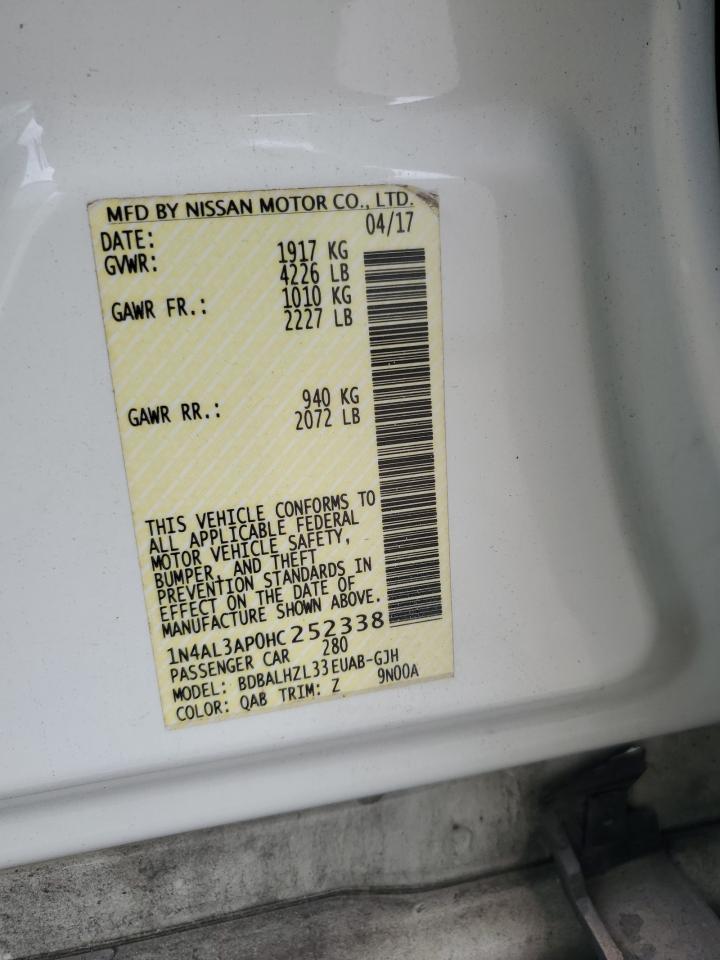 MFD BY NISSAN MOTOR CO., LTD.
DATE: 04/17
GVWR: 1917 KG
4226 LB
GAWR FR.: 1010 KG
2227 LB
GAWR RR.: 940 KG
2072 LB
THIS VEHICLE CONFORMS TO
ALL APPLICABLE FEDERAL
MOTOR VEHICLE SAFETY,
BUMPER, AND THEFT
PREVENTION STANDARDS IN
EFFECT ON THE DATE OF
MANUFACTURE SHOWN ABOVE.
1N4AL3AP0HC252338
PASSENGER CAR 280
MODEL: BDBALHZL33EUAB-GJH
COLOR: QAB TRIM: Z 9N00A